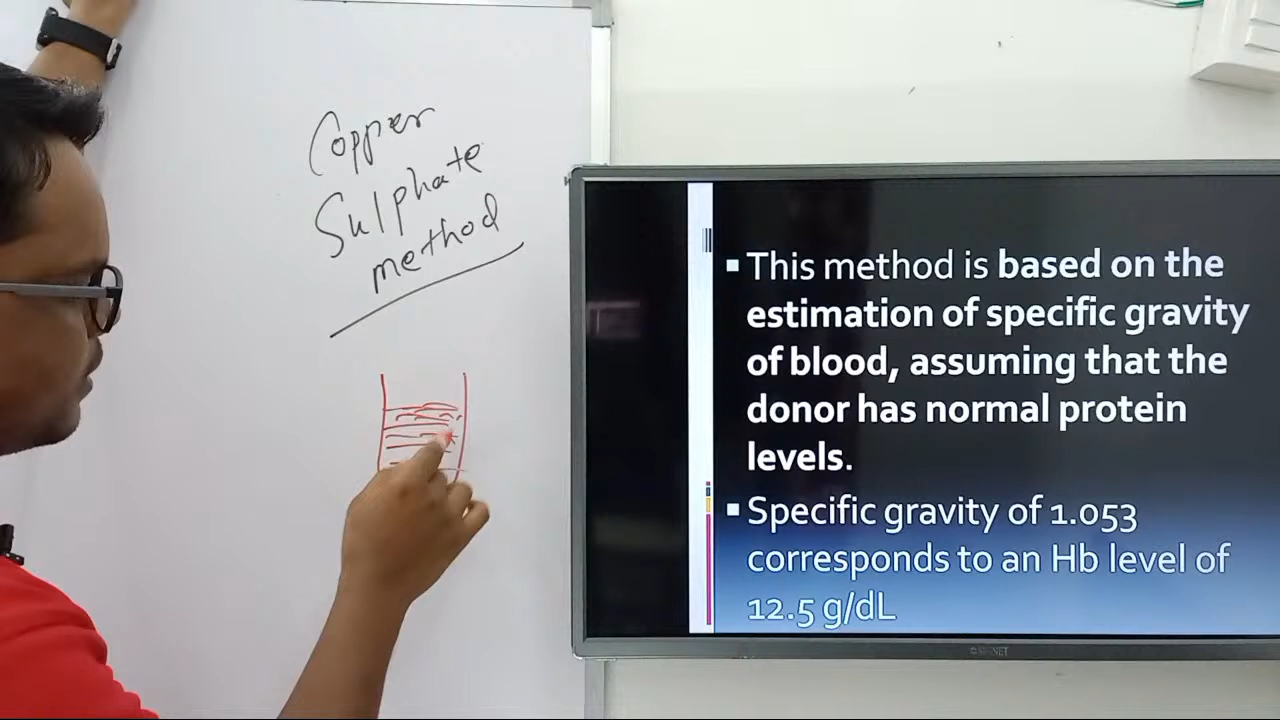 Copper
Sulphate
method
▪ This method is based on the
estimation of specific gravity
of blood, assuming that the
donor has normal protein
levels.
▪ Specific gravity of 1.053
corresponds to an Hb level of
12.5 g/dL